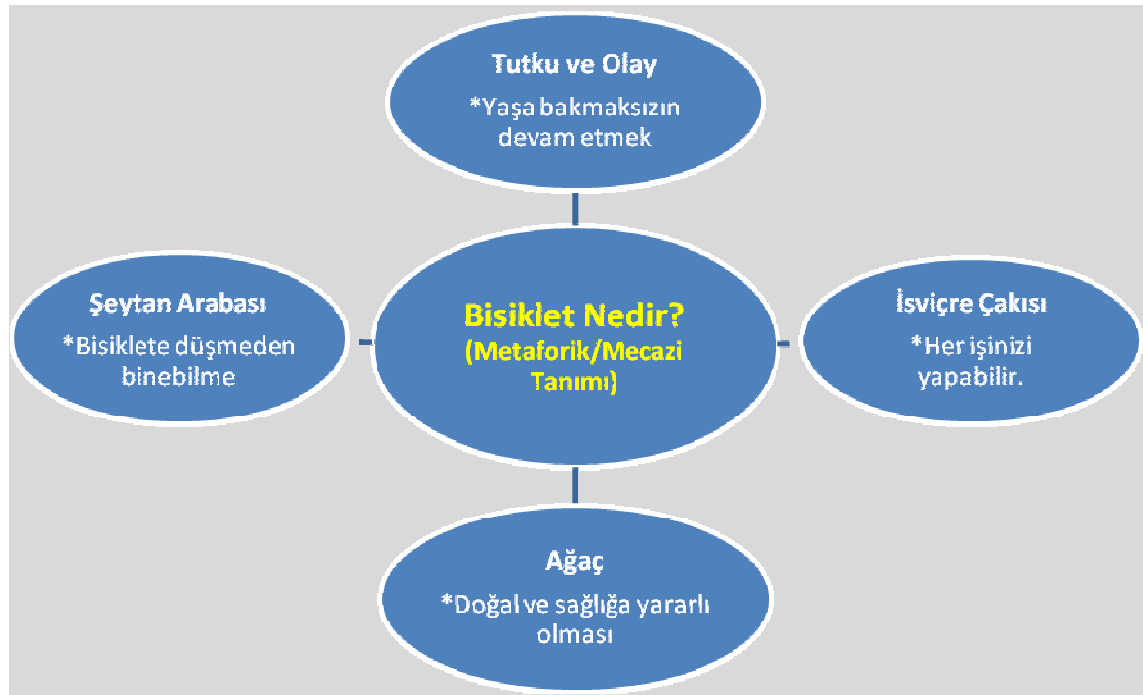 Tutku ve Olay
*Yaşa bakmaksızın
devam etmek
Şeytan Arabası
*Bisiklete düşmeden
binebilme
Bisiklet Nedir?
(Metaforik/Mecazi
Tanımı)
İsviçre Çakısı
*Her işinizi
yapabilir.
Ağaç
*Doğal ve sağlığa yararlı
olması